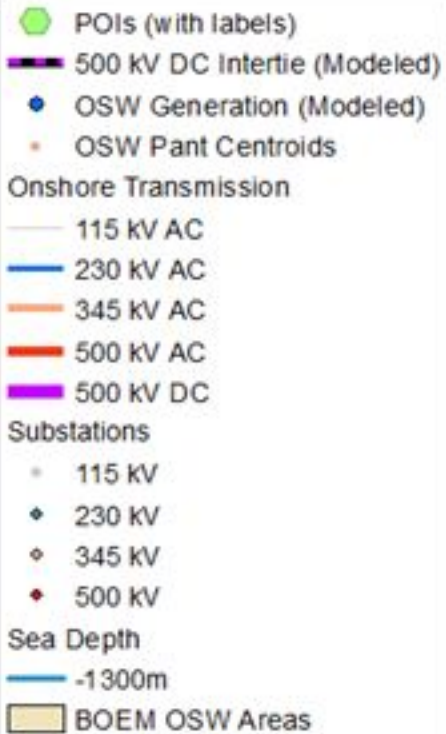 POIs (with labels)
500 kV DC Intertie (Modeled)
OSW Generation (Modeled)
OSW Pant Centroids
Onshore Transmission
115 kV AC
230 kV AC
345 kV AC
500 kV AC
500 kV DC
Substations
115 kV
230 kV
345 kV
500 kV
Sea Depth
-1300m
BOEM OSW Areas